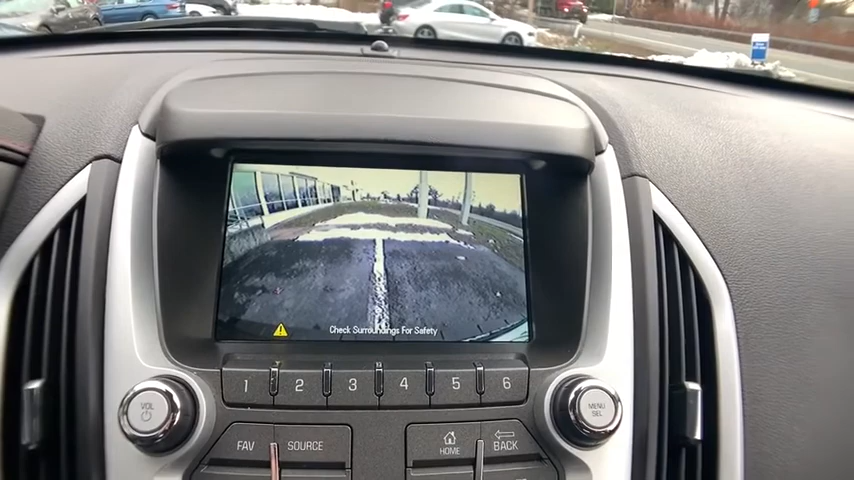 Check Surroundings For Safety
1 2 3 4 5 6
VOL
MENU
SEL
FAV SOURCE
HOME BACK